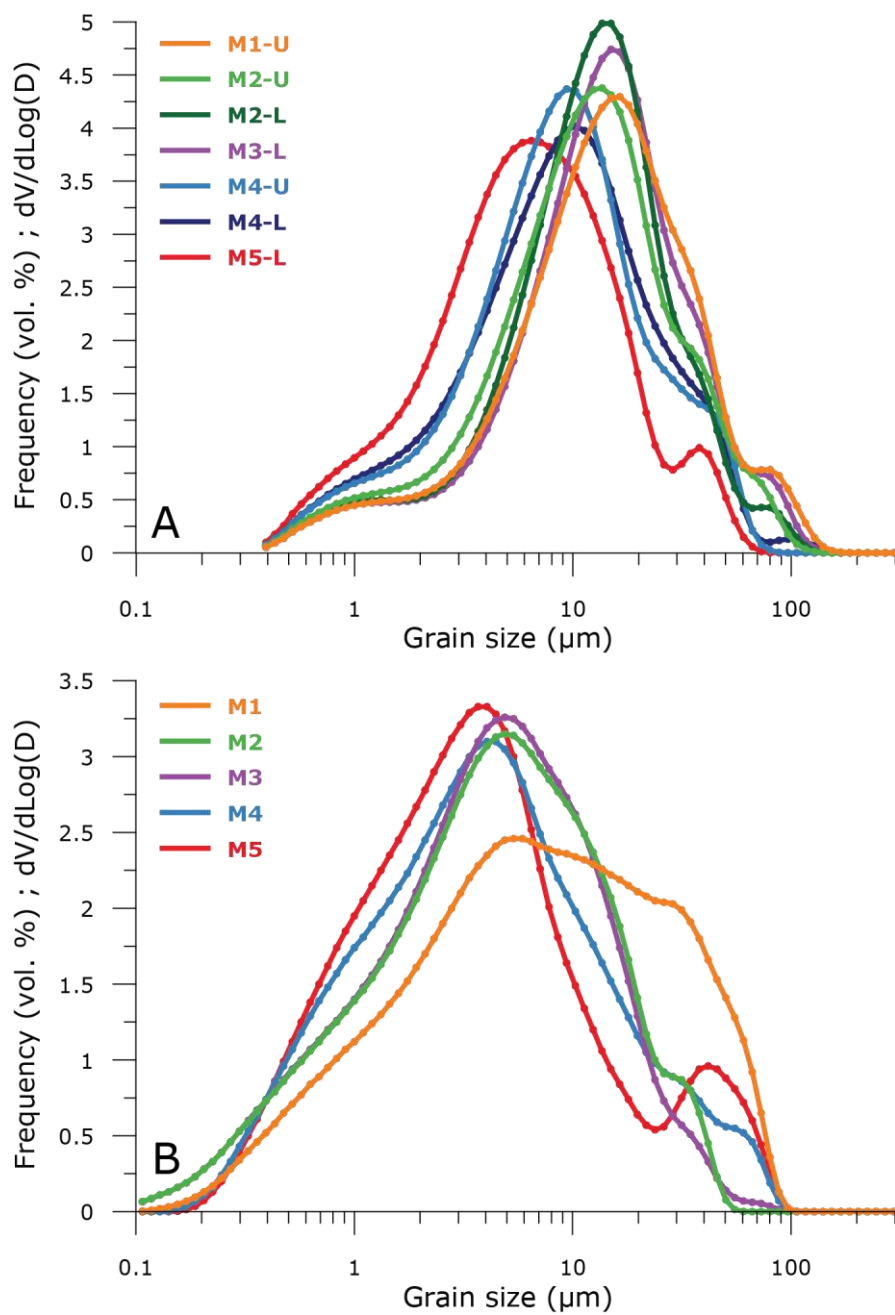 5
4.5
4
3.5
3
2.5
2
1.5
1
0.5
0
Frequency (vol. %) ; dV/dLog(D)
M1-U
M2-U
M2-L
M3-L
M4-U
M4-L
M5-L
A
0.1 1 10 100
Grain size (µm)
3.5
3
2.5
2
1.5
1
0.5
0
Frequency (vol. %) ; dV/dLog(D)
M1
M2
M3
M4
M5
B
0.1 1 10 100
Grain size (µm)